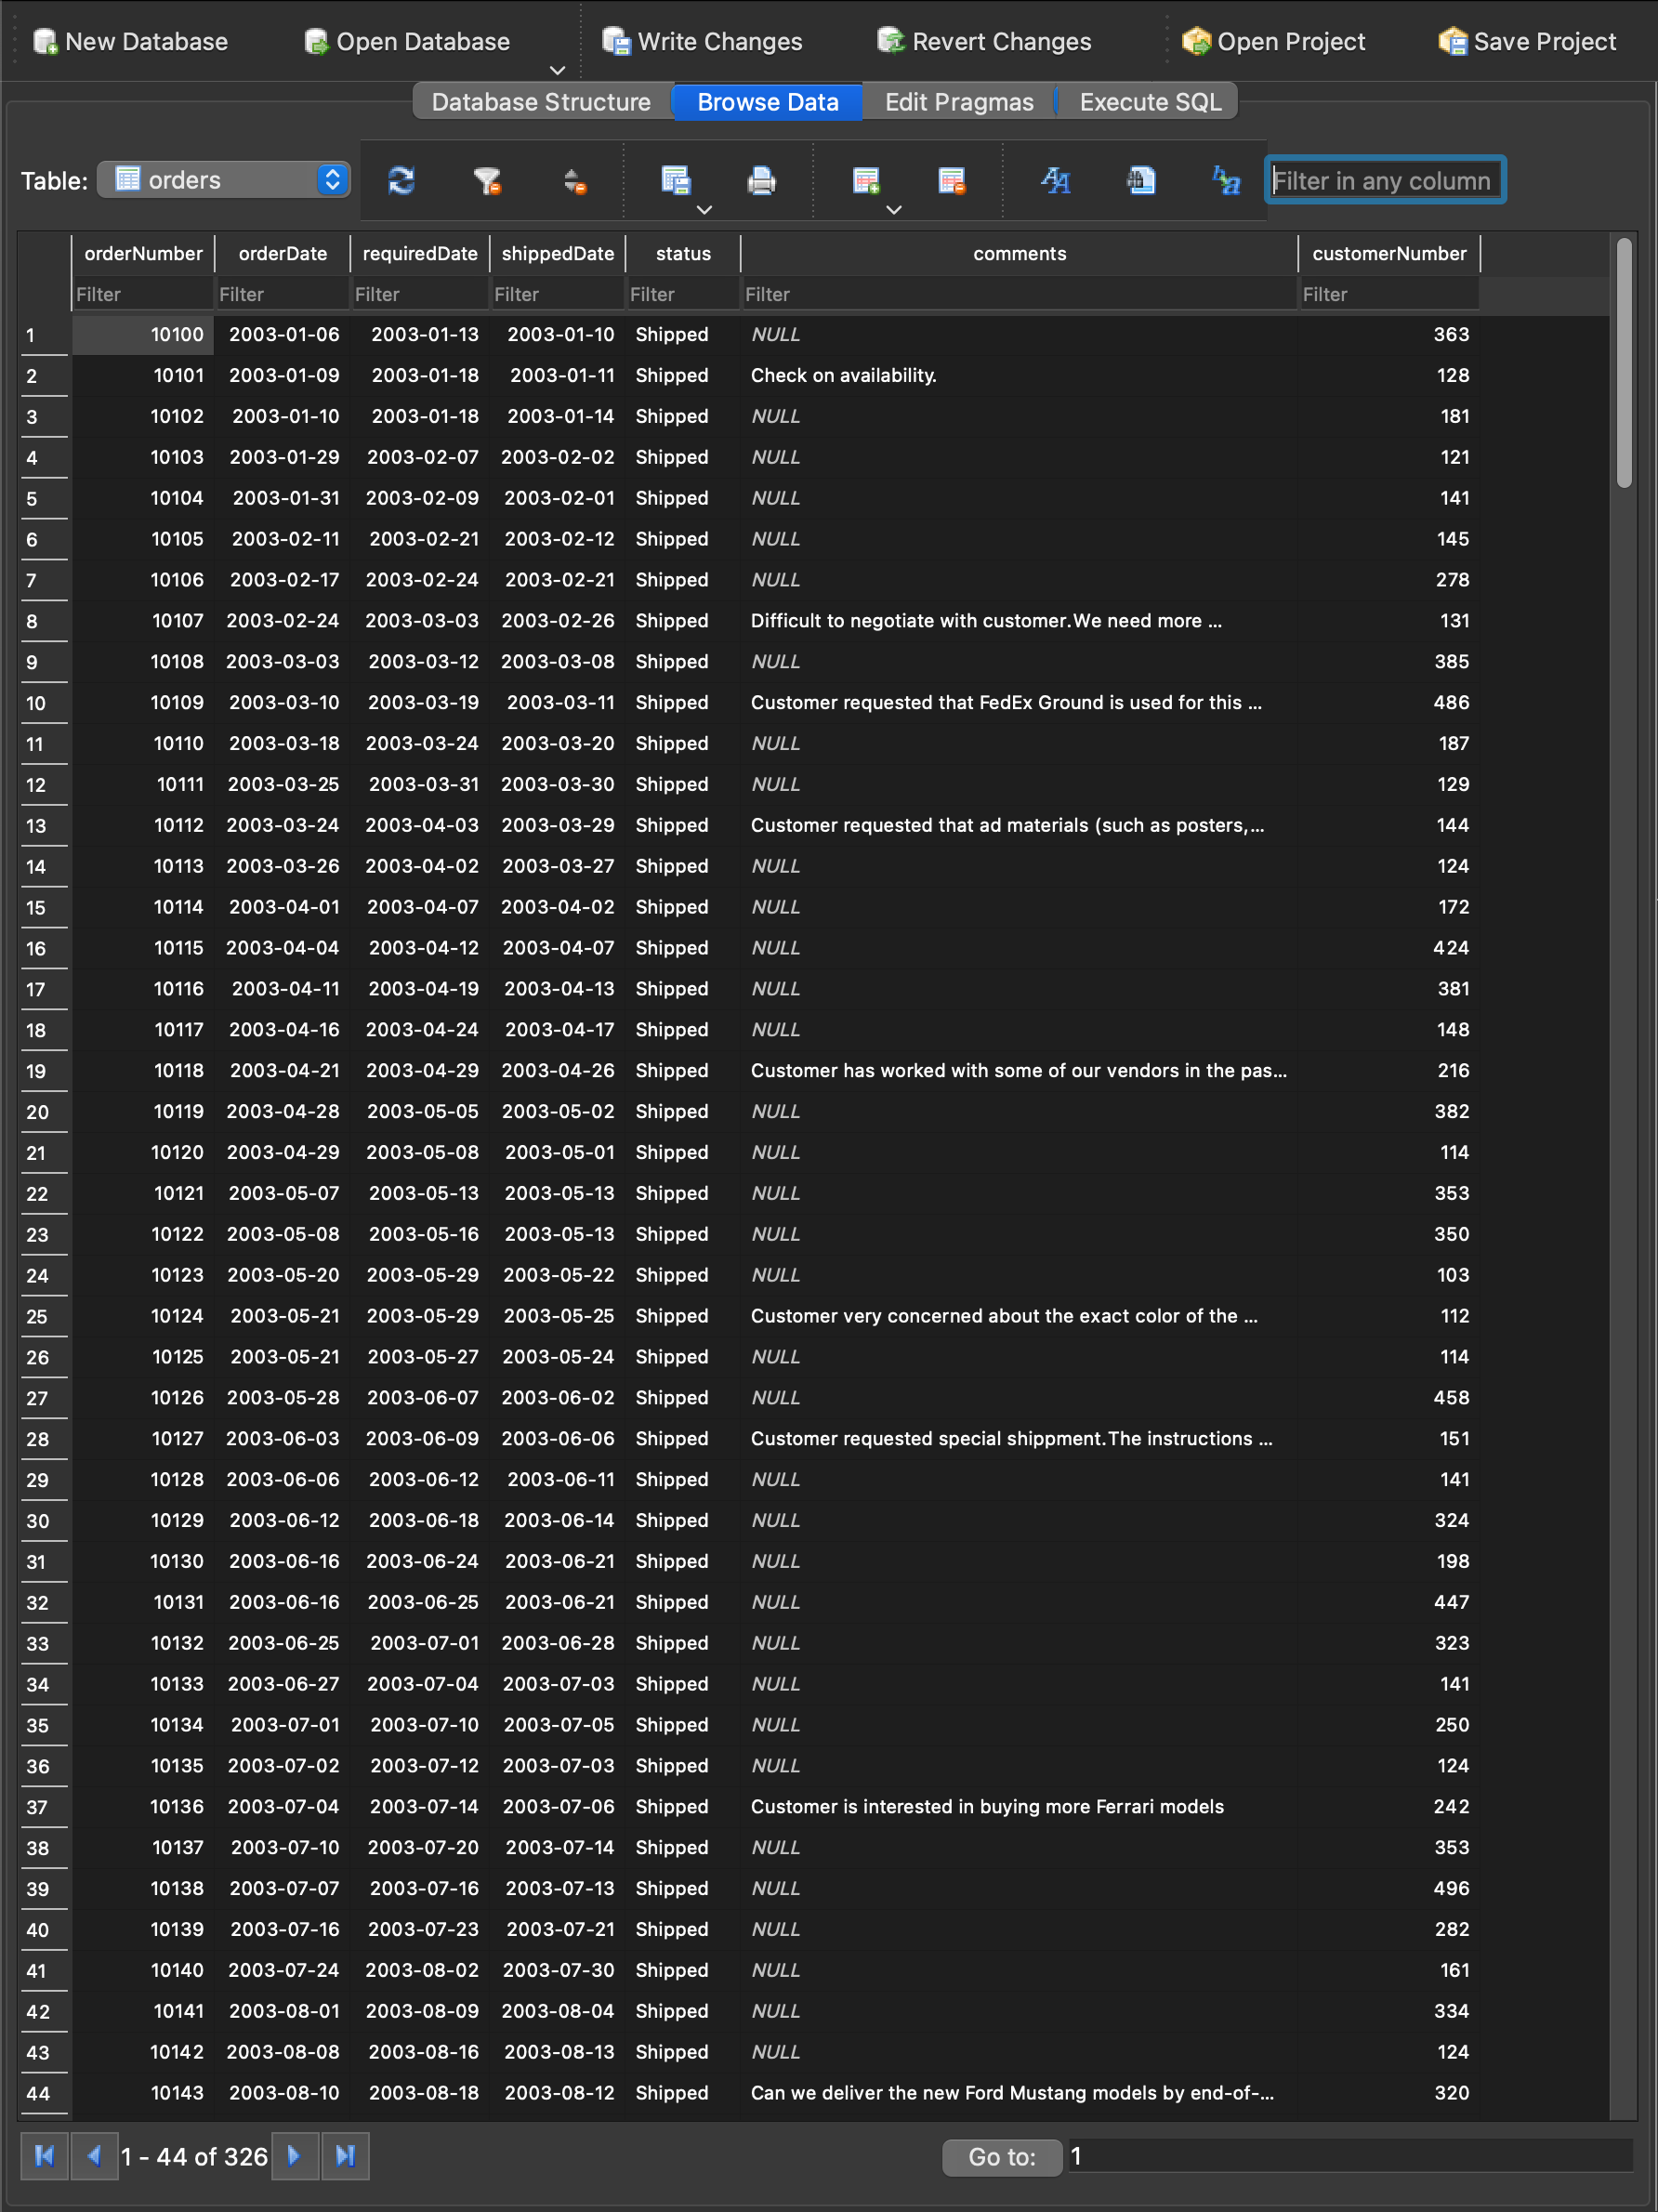 New Database Open Database Write Changes Revert Changes Open Project Save Project
Database Structure Browse Data Edit Pragmas Execute SQL
Table: orders Filter in any column
orderNumber orderDate requiredDate shippedDate status comments customerNumber
Filter Filter Filter Filter Filter Filter Filter
1 10100 2003-01-06 2003-01-13 2003-01-10 Shipped NULL 363
2 10101 2003-01-09 2003-01-18 2003-01-11 Shipped Check on availability. 128
3 10102 2003-01-10 2003-01-18 2003-01-14 Shipped NULL 181
4 10103 2003-01-29 2003-02-07 2003-02-02 Shipped NULL 121
5 10104 2003-01-31 2003-02-09 2003-02-01 Shipped NULL 141
6 10105 2003-02-11 2003-02-21 2003-02-12 Shipped NULL 145
7 10106 2003-02-17 2003-02-24 2003-02-21 Shipped NULL 278
8 10107 2003-02-24 2003-03-03 2003-02-26 Shipped Difficult to negotiate with customer.We need more ... 131
9 10108 2003-03-03 2003-03-12 2003-03-08 Shipped NULL 385
10 10109 2003-03-10 2003-03-19 2003-03-11 Shipped Customer requested that FedEx Ground is used for this ... 486
11 10110 2003-03-18 2003-03-24 2003-03-20 Shipped NULL 187
12 10111 2003-03-25 2003-03-31 2003-03-30 Shipped NULL 129
13 10112 2003-03-24 2003-04-03 2003-03-29 Shipped Customer requested that ad materials (such as posters,... 144
14 10113 2003-03-26 2003-04-02 2003-03-27 Shipped NULL 124
15 10114 2003-04-01 2003-04-07 2003-04-02 Shipped NULL 172
16 10115 2003-04-04 2003-04-12 2003-04-07 Shipped NULL 424
17 10116 2003-04-11 2003-04-19 2003-04-13 Shipped NULL 381
18 10117 2003-04-16 2003-04-24 2003-04-17 Shipped NULL 148
19 10118 2003-04-21 2003-04-29 2003-04-26 Shipped Customer has worked with some of our vendors in the pas... 216
20 10119 2003-04-28 2003-05-05 2003-05-02 Shipped NULL 382
21 10120 2003-04-29 2003-05-08 2003-05-01 Shipped NULL 114
22 10121 2003-05-07 2003-05-13 2003-05-13 Shipped NULL 353
23 10122 2003-05-08 2003-05-16 2003-05-13 Shipped NULL 350
24 10123 2003-05-20 2003-05-29 2003-05-22 Shipped NULL 103
25 10124 2003-05-21 2003-05-29 2003-05-25 Shipped Customer very concerned about the exact color of the ... 112
26 10125 2003-05-21 2003-05-27 2003-05-24 Shipped NULL 114
27 10126 2003-05-28 2003-06-07 2003-06-02 Shipped NULL 458
28 10127 2003-06-03 2003-06-09 2003-06-06 Shipped Customer requested special shippment.The instructions ... 151
29 10128 2003-06-06 2003-06-12 2003-06-11 Shipped NULL 141
30 10129 2003-06-12 2003-06-18 2003-06-14 Shipped NULL 324
31 10130 2003-06-16 2003-06-24 2003-06-21 Shipped NULL 198
32 10131 2003-06-16 2003-06-25 2003-06-21 Shipped NULL 447
33 10132 2003-06-25 2003-07-01 2003-06-28 Shipped NULL 323
34 10133 2003-06-27 2003-07-04 2003-07-03 Shipped NULL 141
35 10134 2003-07-01 2003-07-10 2003-07-05 Shipped NULL 250
36 10135 2003-07-02 2003-07-12 2003-07-03 Shipped NULL 124
37 10136 2003-07-04 2003-07-14 2003-07-06 Shipped Customer is interested in buying more Ferrari models 242
38 10137 2003-07-10 2003-07-20 2003-07-14 Shipped NULL 353
39 10138 2003-07-07 2003-07-16 2003-07-13 Shipped NULL 496
40 10139 2003-07-16 2003-07-23 2003-07-21 Shipped NULL 282
41 10140 2003-07-24 2003-08-02 2003-07-30 Shipped NULL 161
42 10141 2003-08-01 2003-08-09 2003-08-04 Shipped NULL 334
43 10142 2003-08-08 2003-08-16 2003-08-13 Shipped NULL 124
44 10143 2003-08-10 2003-08-18 2003-08-12 Shipped Can we deliver the new Ford Mustang models by end-of-... 320
1 - 44 of 326 Go to: 1